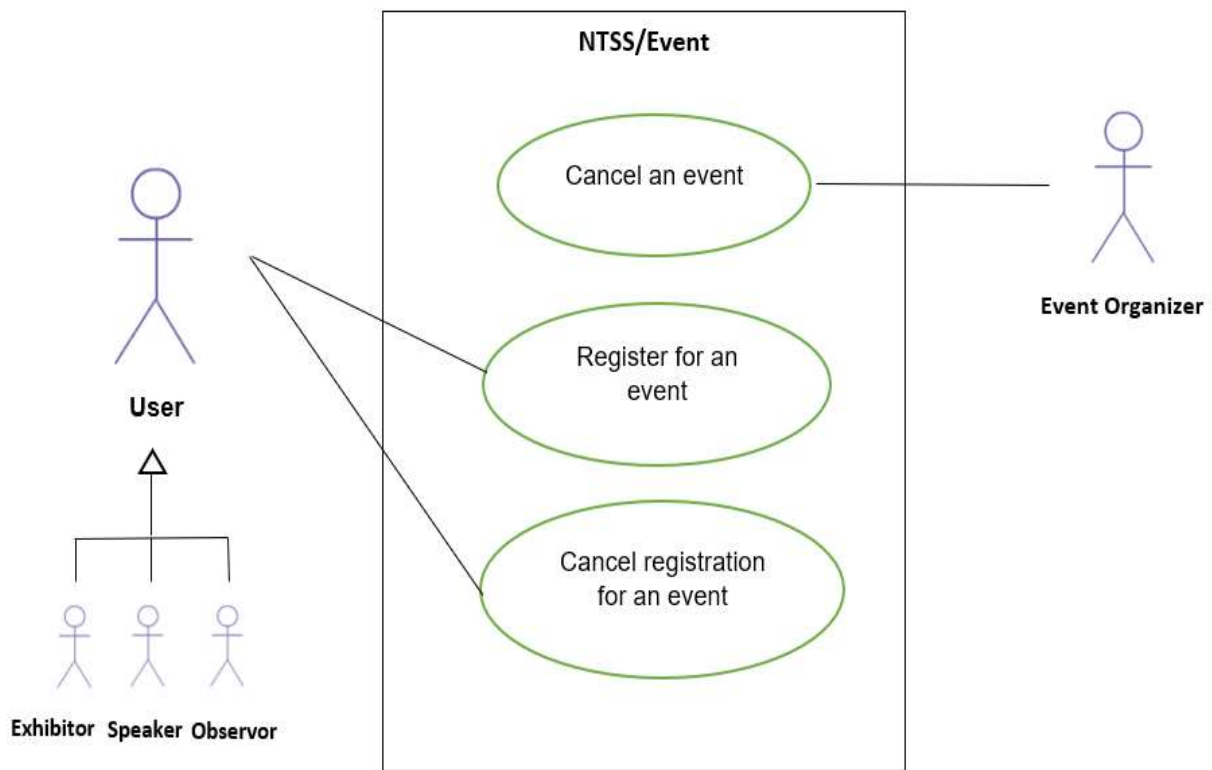 NTSS/Event
Cancel an event
Event Organizer
Register for an
event
User
Cancel registration
for an event
Exhibitor Speaker Observor